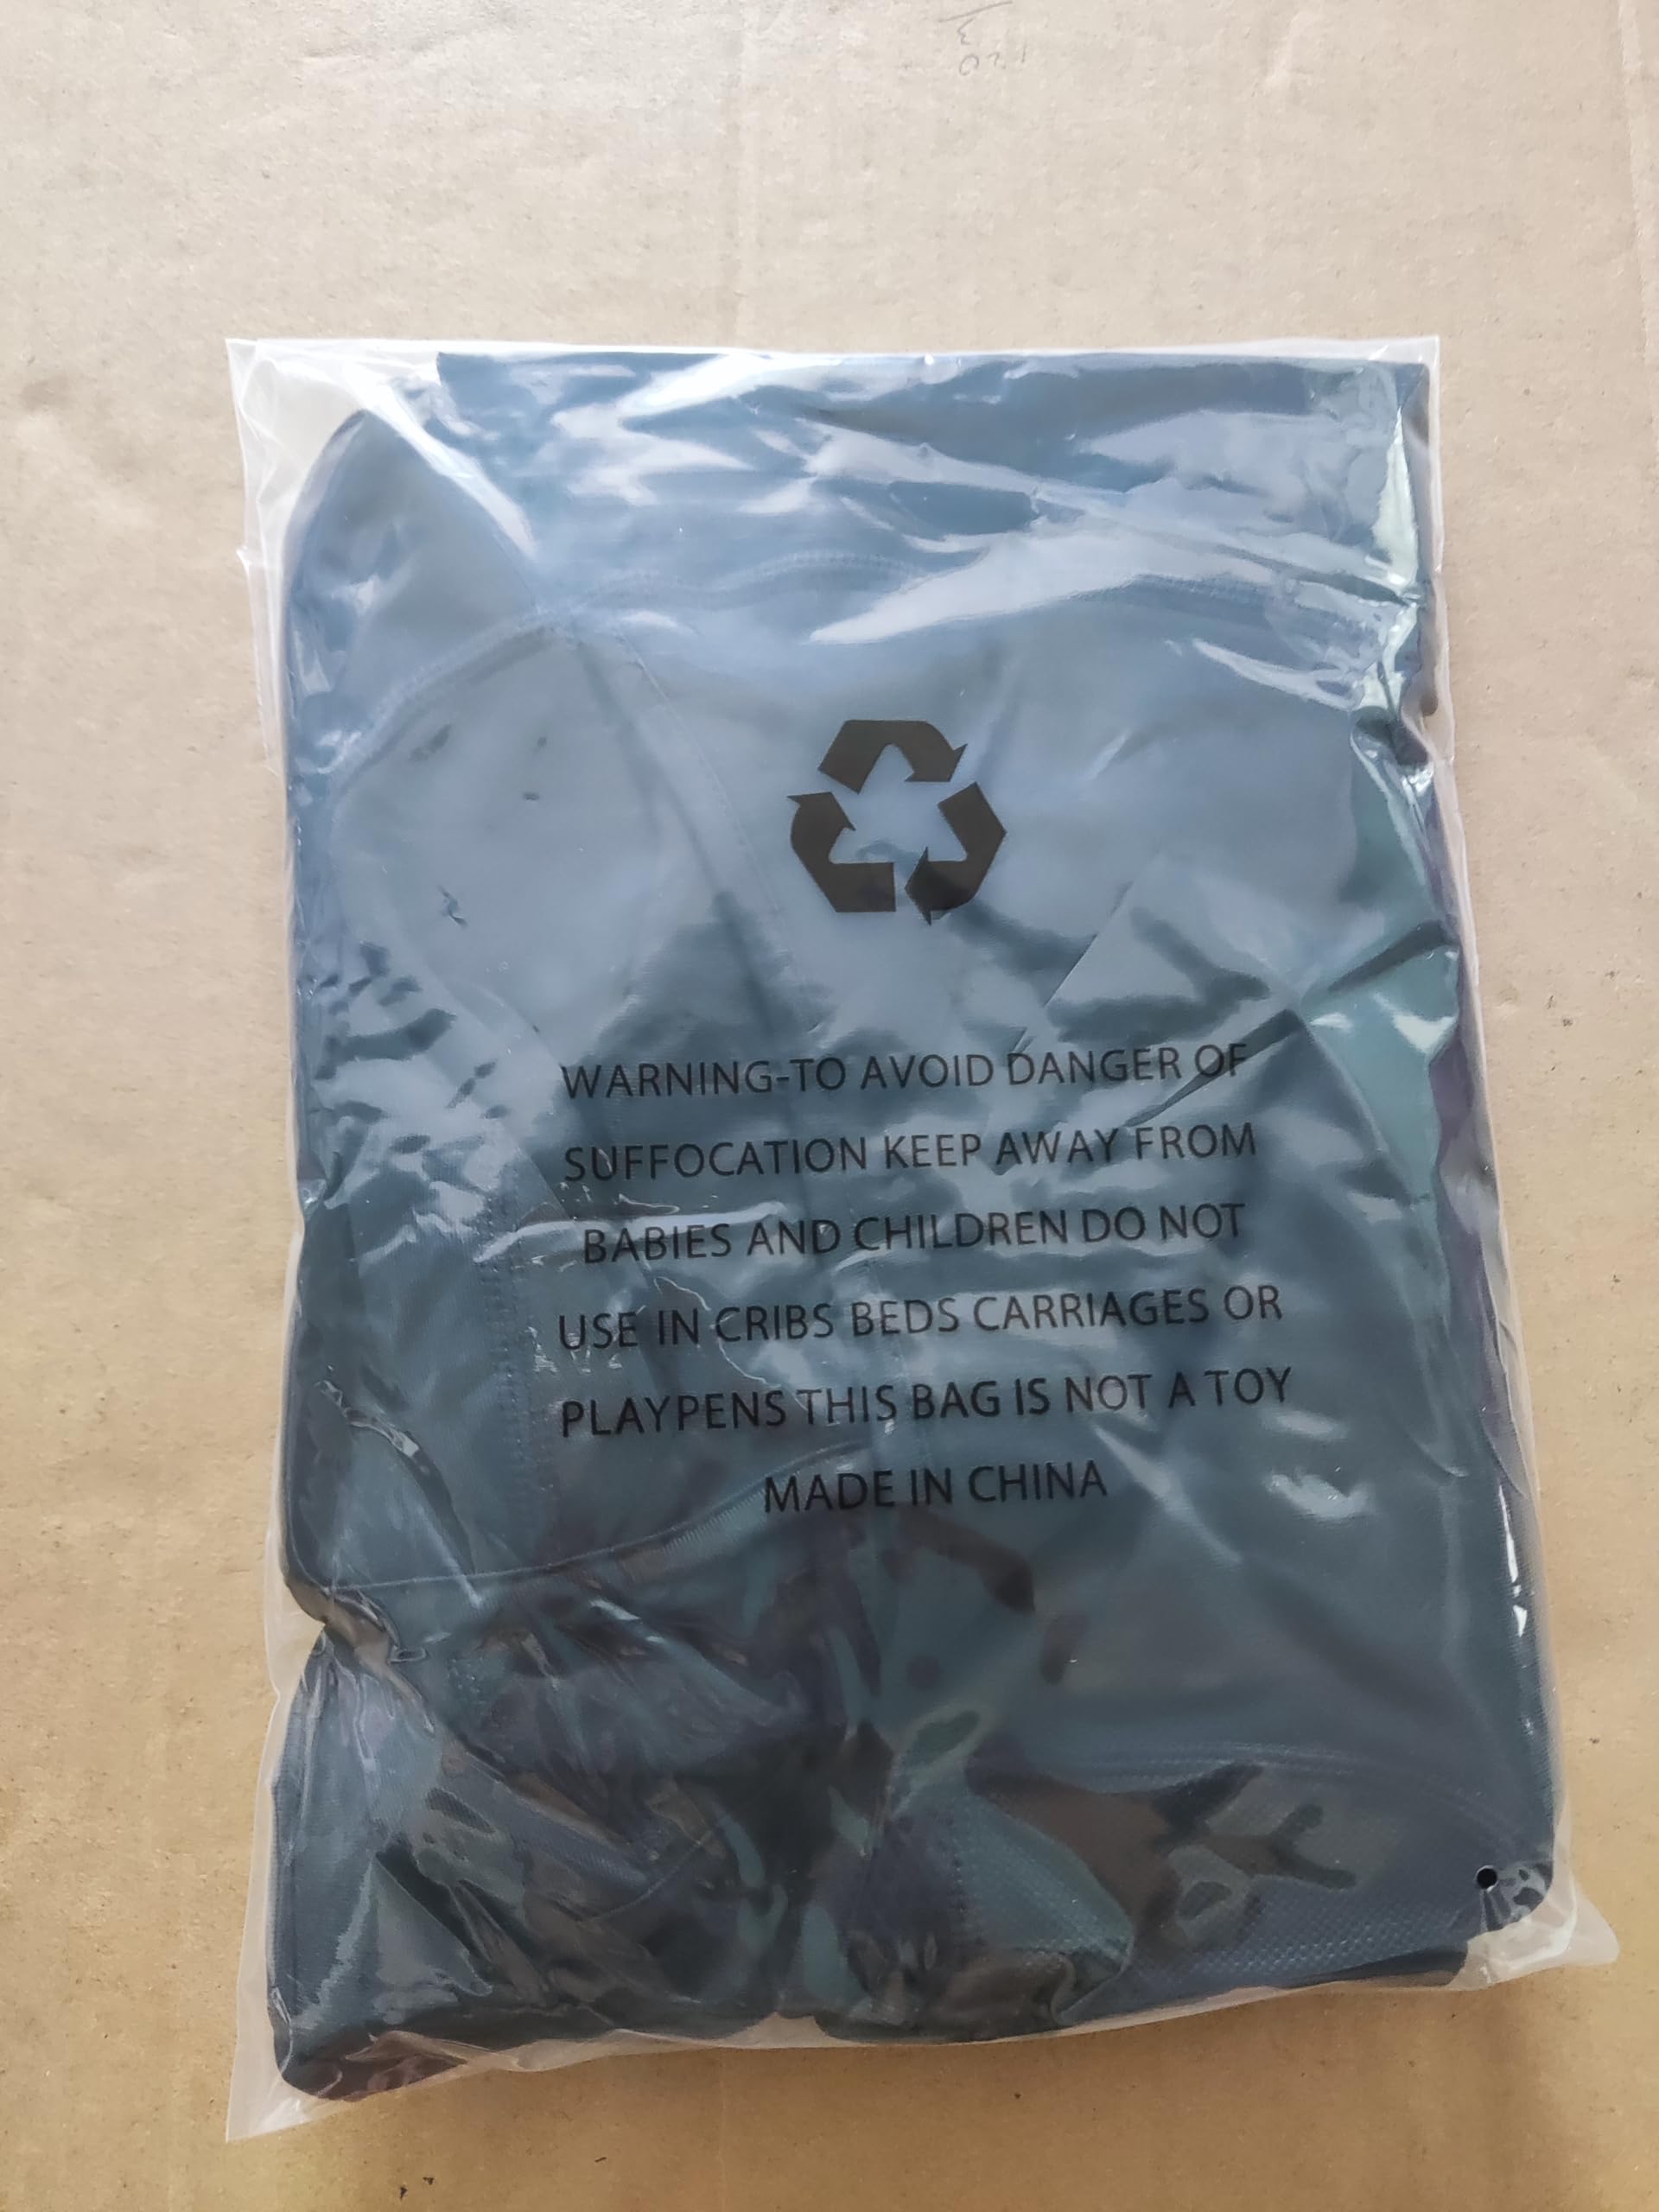 WARNING-TO AVOID DANGER OF
SUFFOCATION KEEP AWAY FROM
BABIES AND CHILDREN DO NOT
USE IN CRIBS BEDS CARRIAGES OR
PLAYPENS THIS BAG IS NOT A TOY
MADE IN CHINA